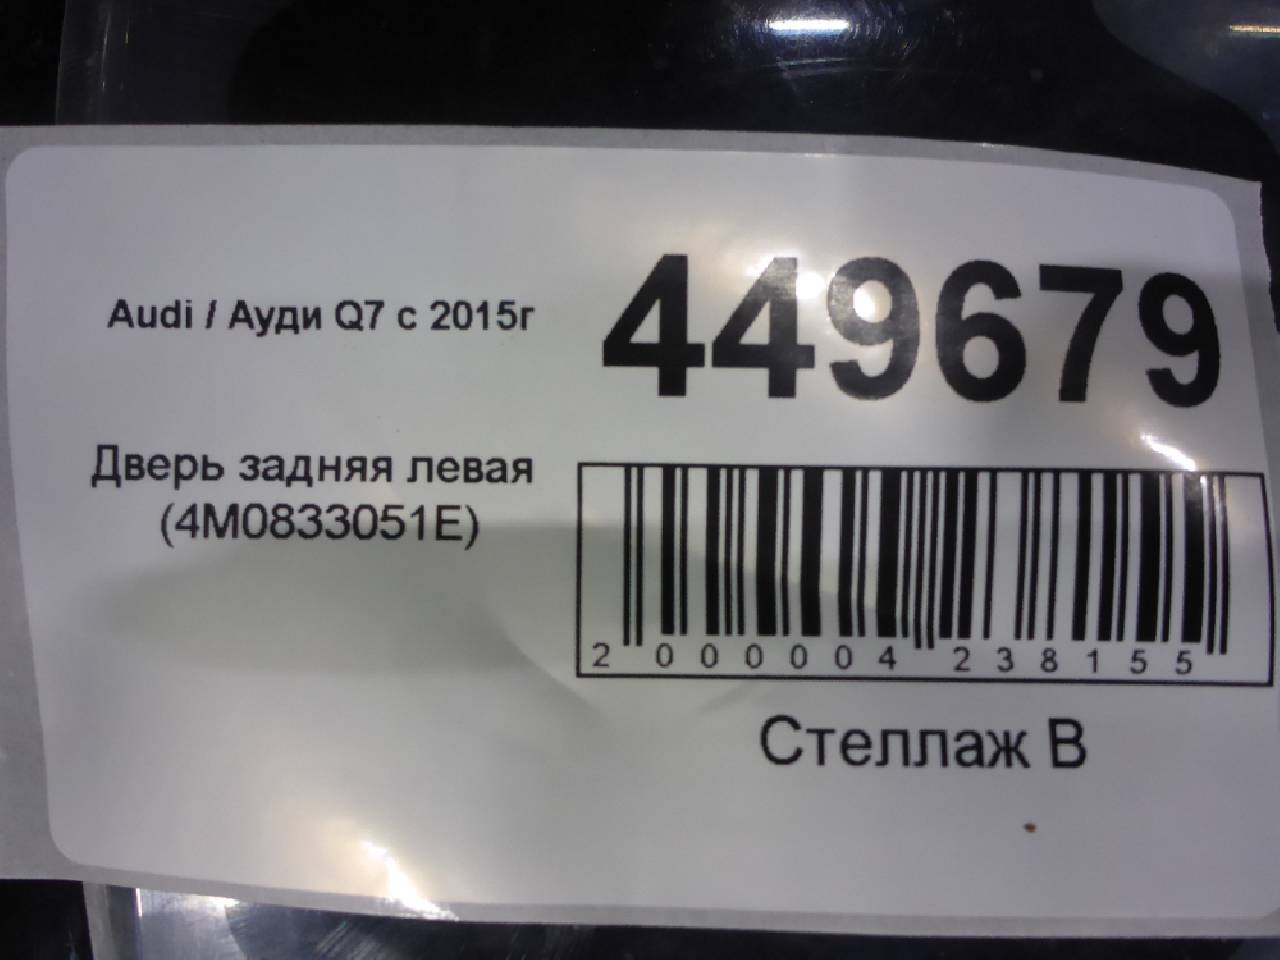 Audi / Ауди Q7 с 2015г
449679
Дверь задняя левая
(4M0833051E)
2 000004 238155
Стеллаж В